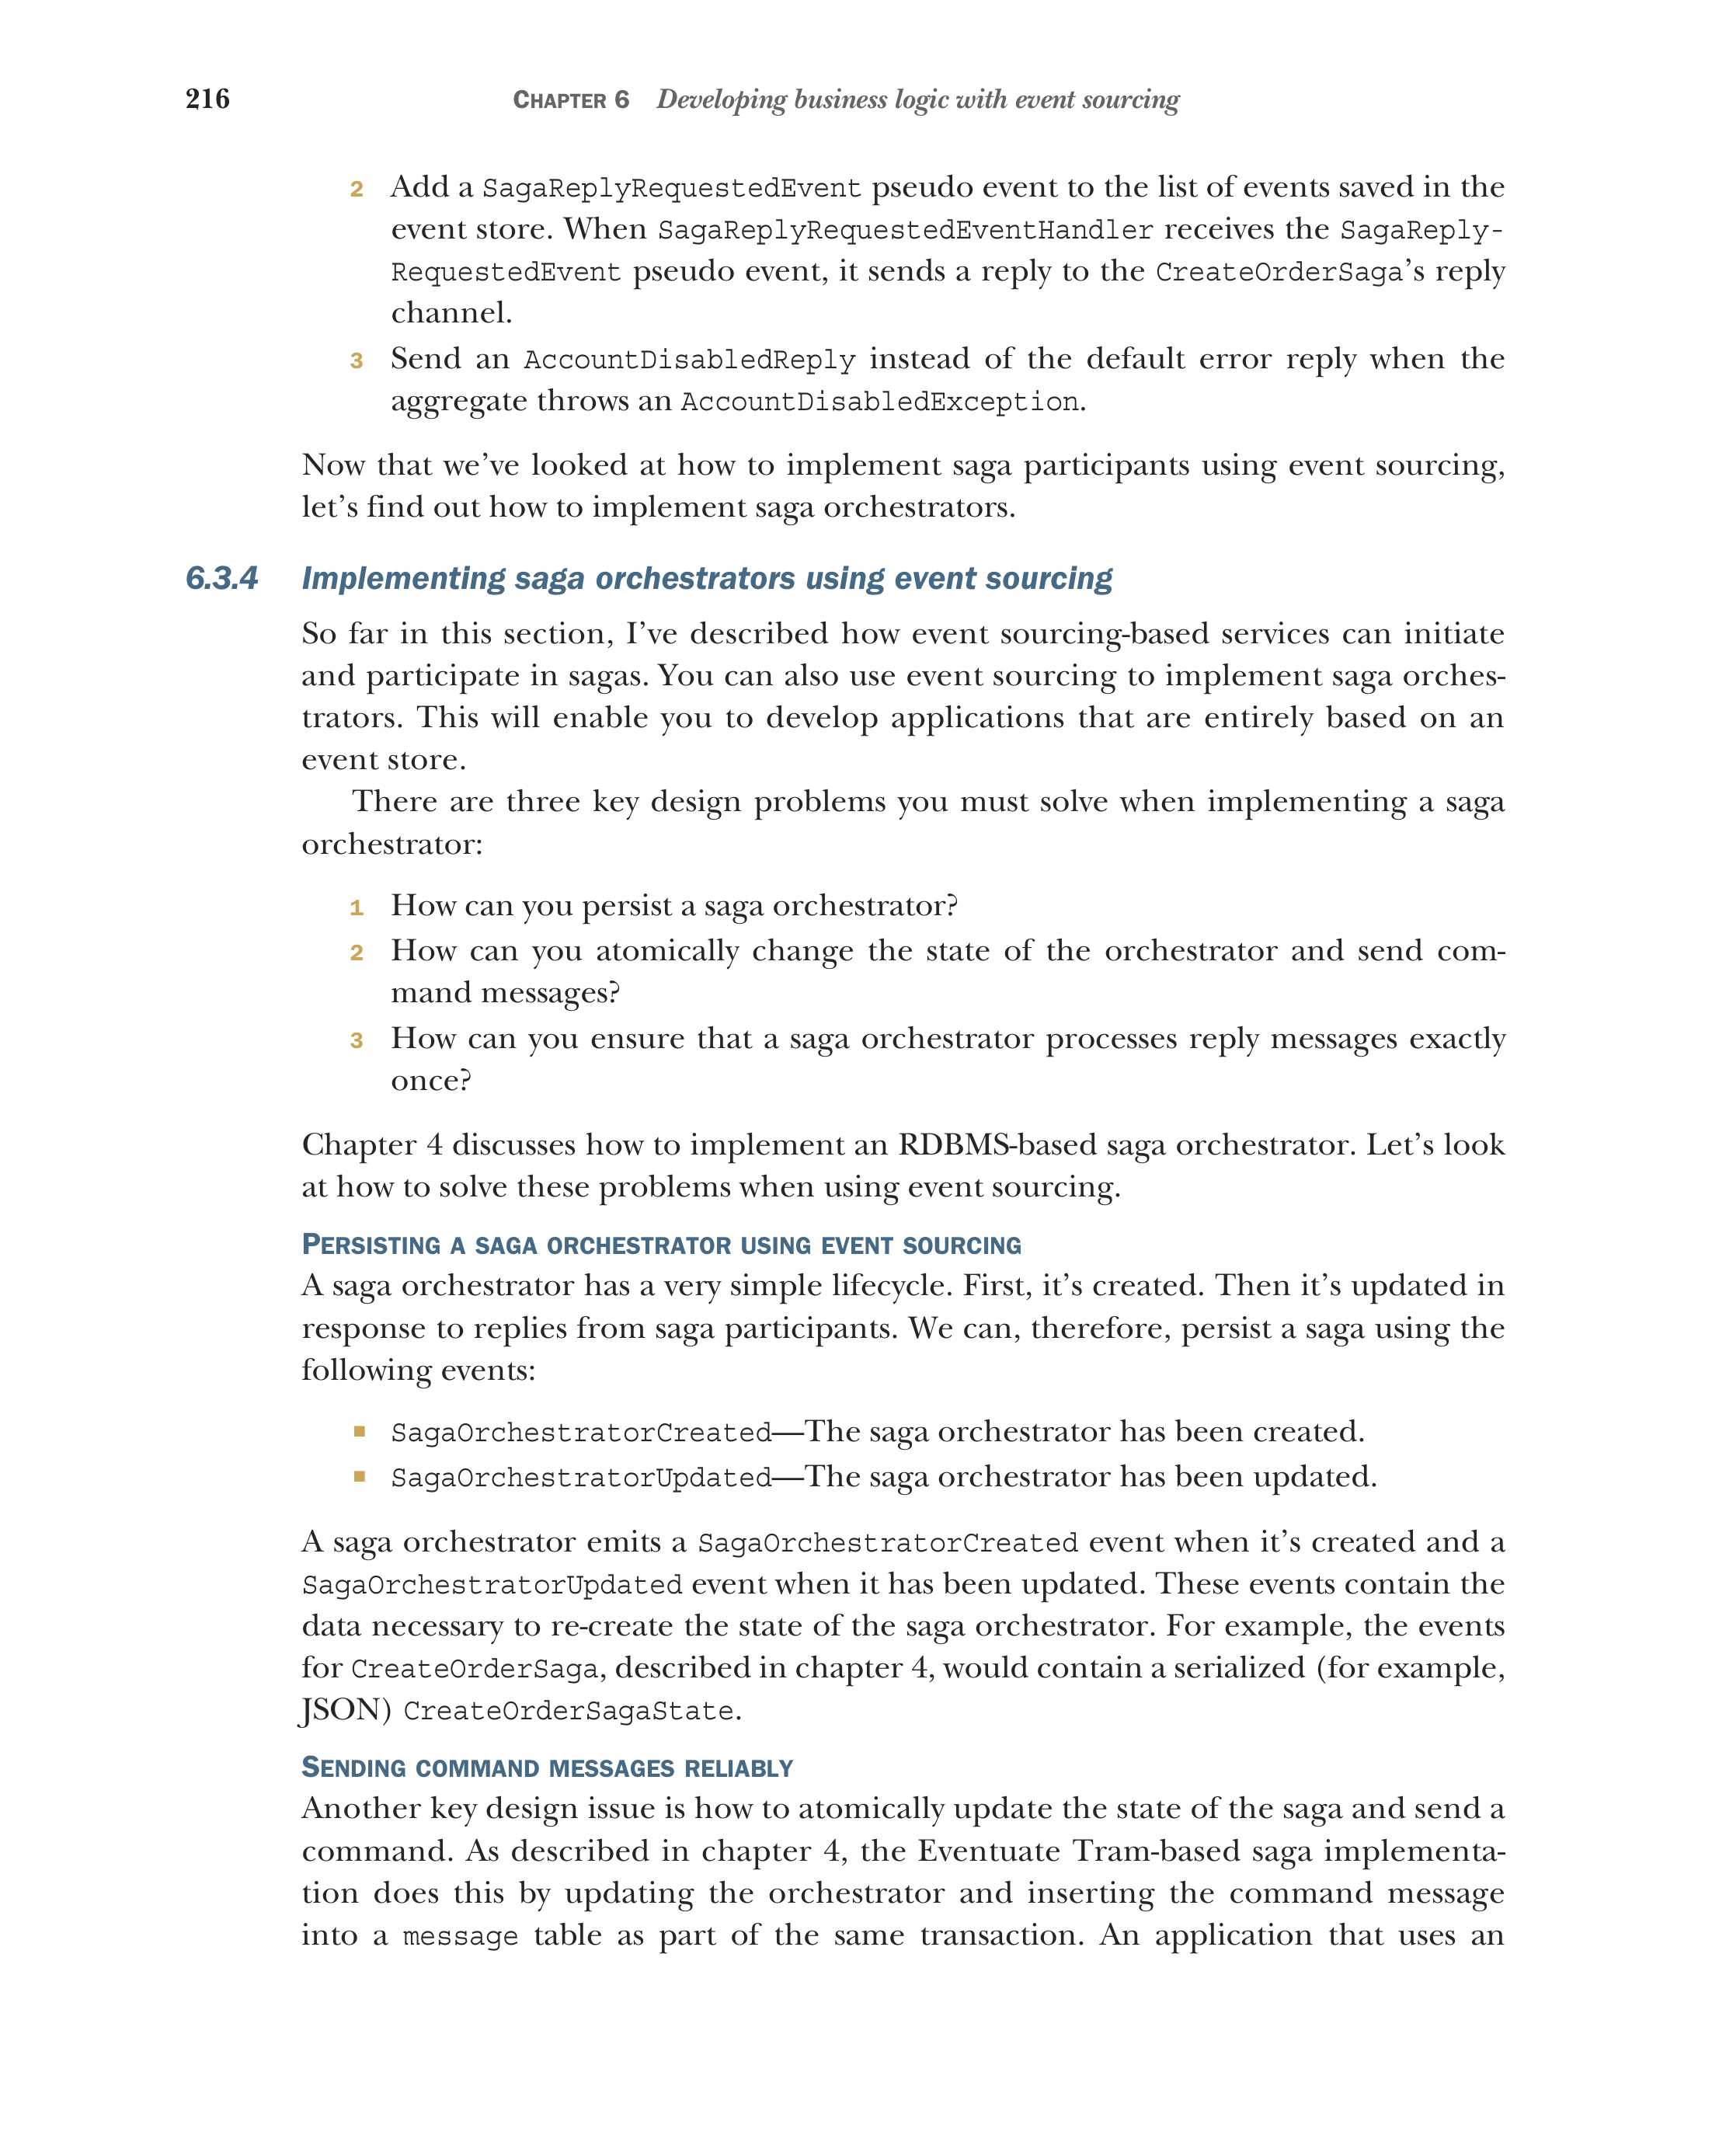 216
CHAPTER 6 Developing business logic with event sourcing
2 Add a SagaReplyRequestedEvent pseudo event to the list of events saved in the
event store. When SagaReplyRequestedEventHandler receives the SagaReply-
RequestedEvent pseudo event, it sends a reply to the CreateOrderSaga’s reply
channel.
3 Send an AccountDisabledReply instead of the default error reply when the
aggregate throws an AccountDisabledException.
Now that we’ve looked at how to implement saga participants using event sourcing,
let’s find out how to implement saga orchestrators.
6.3.4 Implementing saga orchestrators using event sourcing
So far in this section, I’ve described how event sourcing-based services can initiate
and participate in sagas. You can also use event sourcing to implement saga orches-
trators. This will enable you to develop applications that are entirely based on an
event store.
There are three key design problems you must solve when implementing a saga
orchestrator:
1 How can you persist a saga orchestrator?
2 How can you atomically change the state of the orchestrator and send com-
mand messages?
3 How can you ensure that a saga orchestrator processes reply messages exactly
once?
Chapter 4 discusses how to implement an RDBMS-based saga orchestrator. Let’s look
at how to solve these problems when using event sourcing.
PERSISTING A SAGA ORCHESTRATOR USING EVENT SOURCING
A saga orchestrator has a very simple lifecycle. First, it’s created. Then it’s updated in
response to replies from saga participants. We can, therefore, persist a saga using the
following events:
■ SagaOrchestratorCreated—The saga orchestrator has been created.
■ SagaOrchestratorUpdated—The saga orchestrator has been updated.
A saga orchestrator emits a SagaOrchestratorCreated event when it’s created and a
SagaOrchestratorUpdated event when it has been updated. These events contain the
data necessary to re-create the state of the saga orchestrator. For example, the events
for CreateOrderSaga, described in chapter 4, would contain a serialized (for example,
JSON) CreateOrderSagaState.
SENDING COMMAND MESSAGES RELIABLY
Another key design issue is how to atomically update the state of the saga and send a
command. As described in chapter 4, the Eventuate Tram-based saga implementa-
tion does this by updating the orchestrator and inserting the command message
into a message table as part of the same transaction. An application that uses an